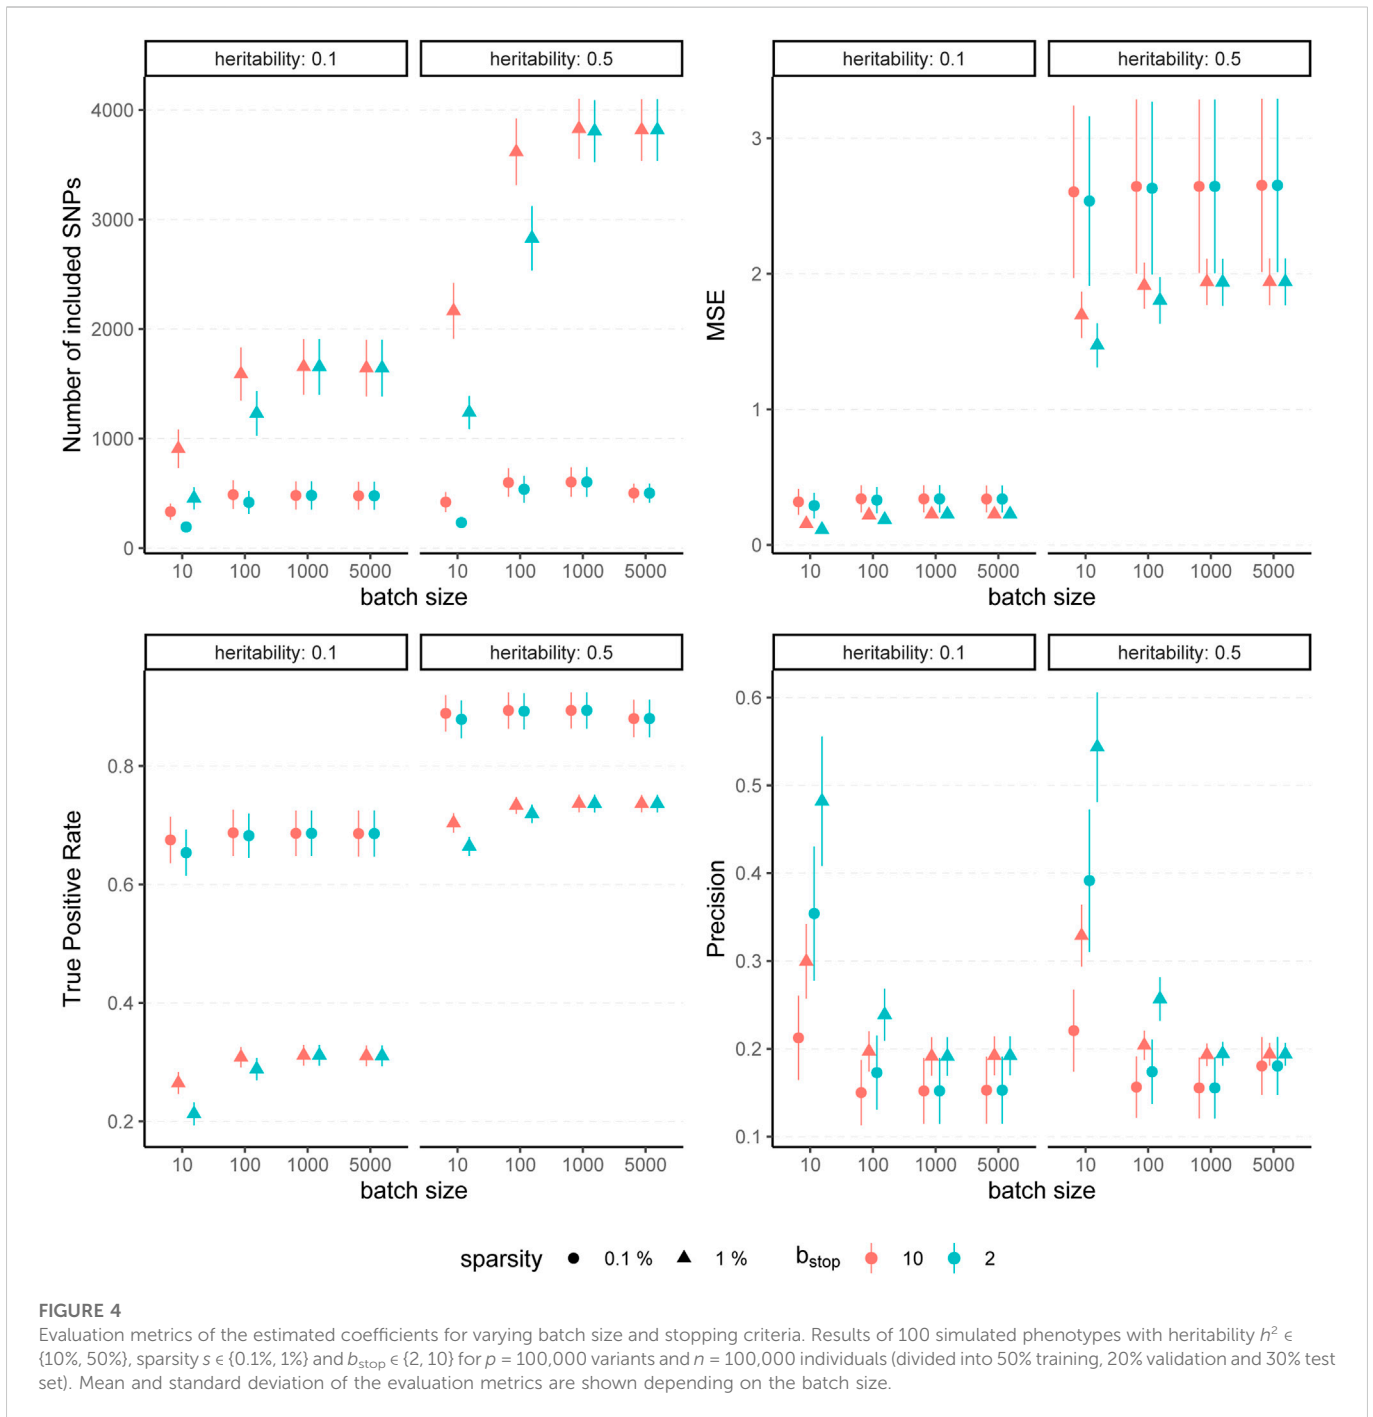 heritability: 0.1
heritability: 0.5
Number of included SNPs
4000
3000
2000
1000
0
10
100
1000
5000
10
100
1000
5000
batch size
heritability: 0.1
heritability: 0.5
MSE
3
2
1
0
10
100
1000
5000
10
100
1000
5000
batch size
heritability: 0.1
heritability: 0.5
True Positive Rate
0.8
0.6
0.4
0.2
10
100
1000
5000
10
100
1000
5000
batch size
heritability: 0.1
heritability: 0.5
Precision
0.6
0.5
0.4
0.3
0.2
0.1
10
100
1000
5000
10
100
1000
5000
batch size
sparsity 0.1 % 1 % bstop 10 2
FIGURE 4
Evaluation metrics of the estimated coefficients for varying batch size and stopping criteria. Results of 100 simulated phenotypes with heritability h² ϵ
{10%, 50%}, sparsity s ϵ {0.1%, 1%} and bstop ϵ {2, 10} for p = 100,000 variants and n = 100,000 individuals (divided into 50% training, 20% validation and 30% test
set). Mean and standard deviation of the evaluation metrics are shown depending on the batch size.